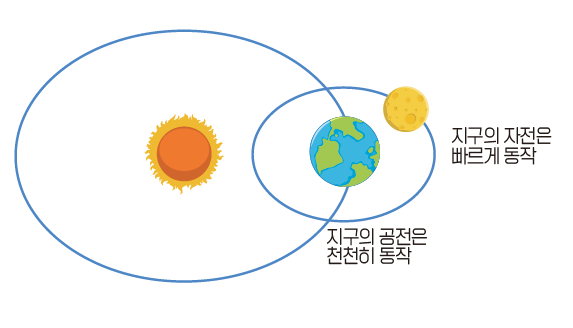 지구의 자전은
빠르게 동작
지구의 공전은
천천히 동작